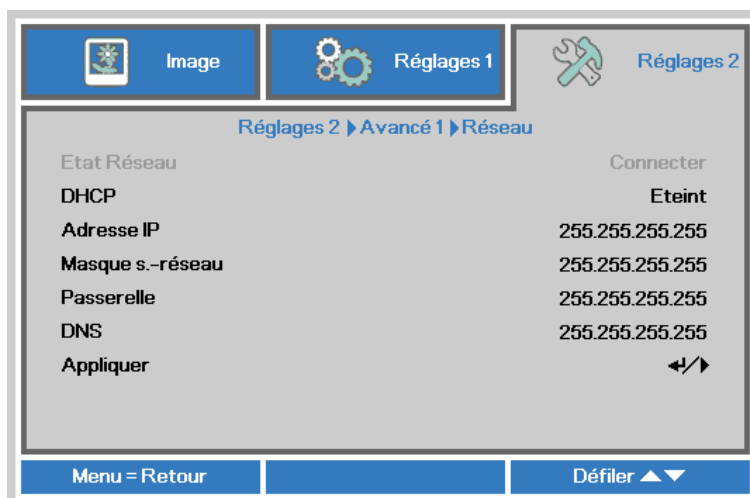 Image
Réglages 1
Réglages 2
Réglages 2 Avancé 1 Réseau
Etat Réseau Connecter
DHCP Eteint
Adresse IP 255.255.255.255
Masque s.-réseau 255.255.255.255
Passerelle 255.255.255.255
DNS 255.255.255.255
Appliquer
Menu = Retour
Défiler